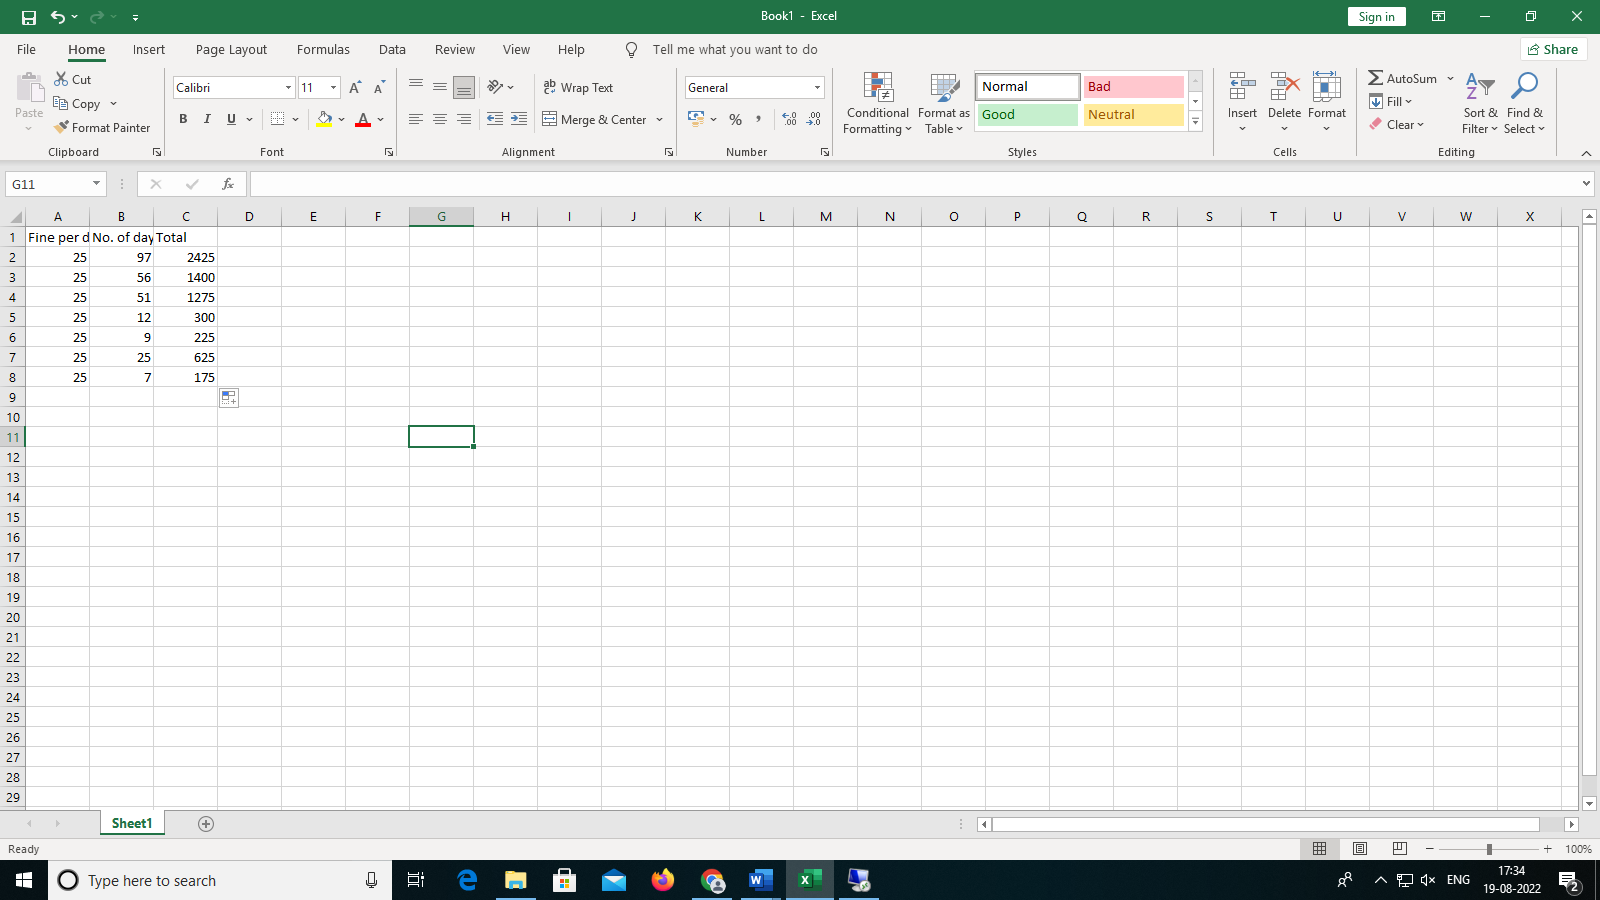 Book1 - Excel
Sign in
File Home Insert Page Layout Formulas Data Review View Help Tell me what you want to do Share
Paste
Cut
Copy
Format Painter
Clipboard
Calibri 11 A A
B I U A
Font
Wrap Text
Merge & Center
Alignment
General
% , .00 .00
Number
Conditional Formatting
Format as Table
Normal Bad
Good Neutral
Styles
Insert Delete Format
Cells
AutoSum
Fill
Clear
Sort & Filter
Find & Select
Editing
G11 fx
A B C D E F G H I J K L M N O P Q R S T U V W X
1 Fine per d No. of day Total
2 25 97 2425
3 25 56 1400
4 25 51 1275
5 25 12 300
6 25 9 225
7 25 25 625
8 25 7 175
9
10
11
12
13
14
15
16
17
18
19
20
21
22
23
24
25
26
27
28
29
Sheet1
Ready 100%
Type here to search
ENG
17:34
19-08-2022
2